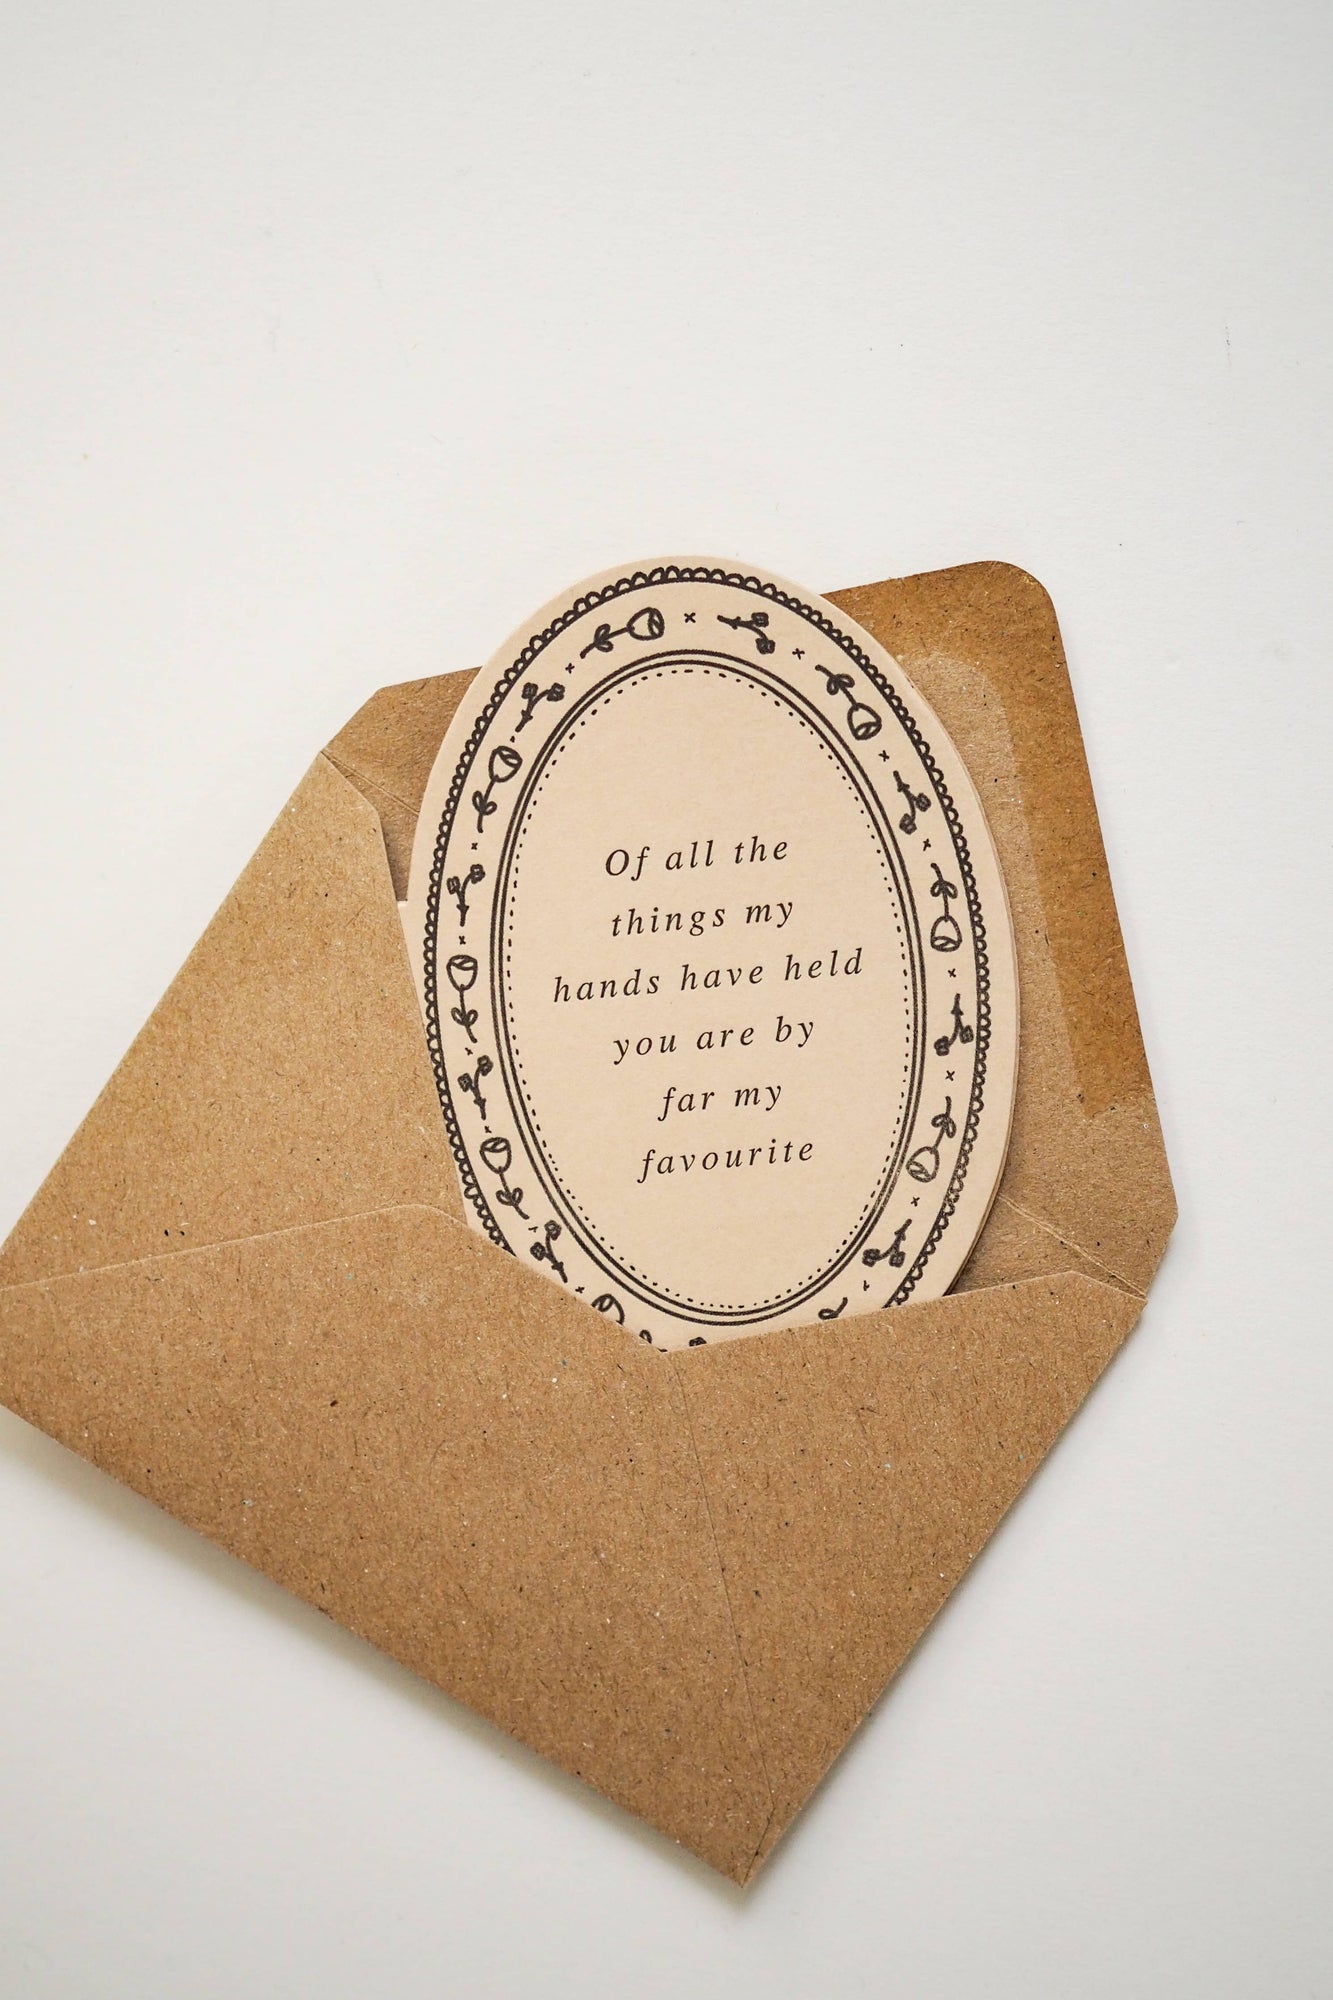 Of all the
things my
hands have held
you are by
far my
favourite